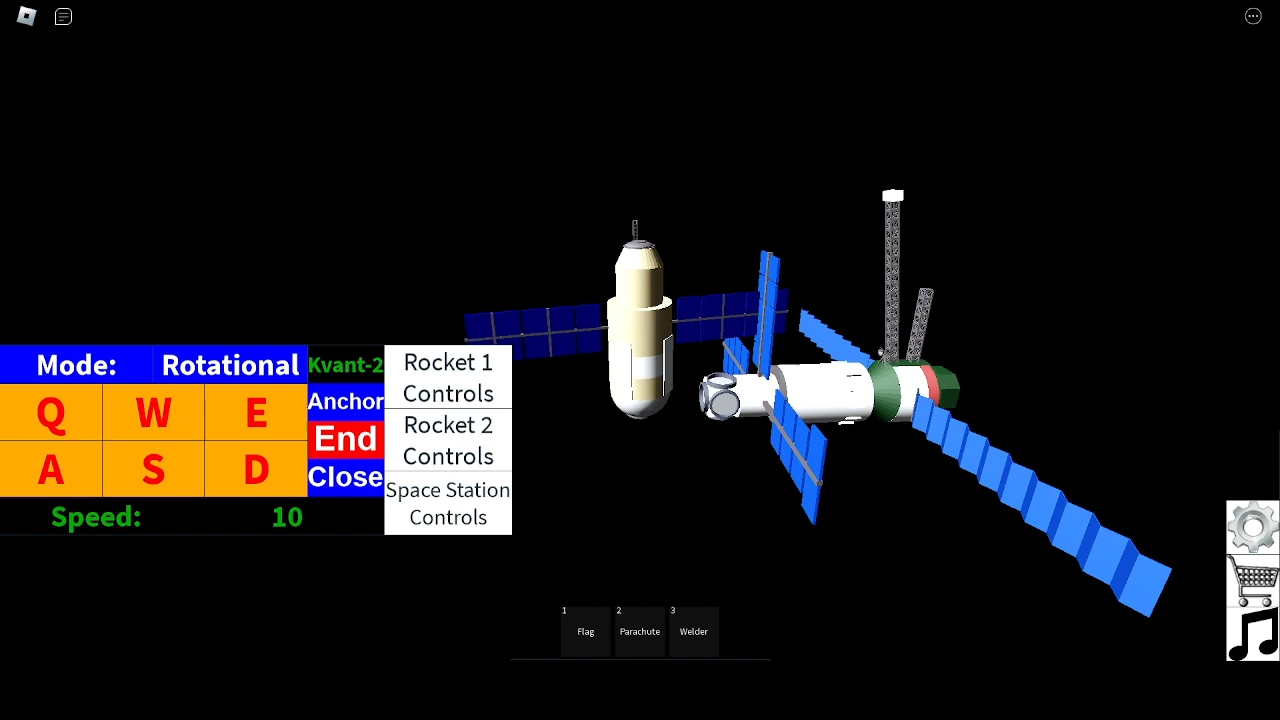 Mode: Rotational Kvant-2
Q W E
A S D
Speed: 10
Anchor
End
Close
Rocket 1
Controls
Rocket 2
Controls
Space Station
Controls
1 2 3
Flag Parachute Welder